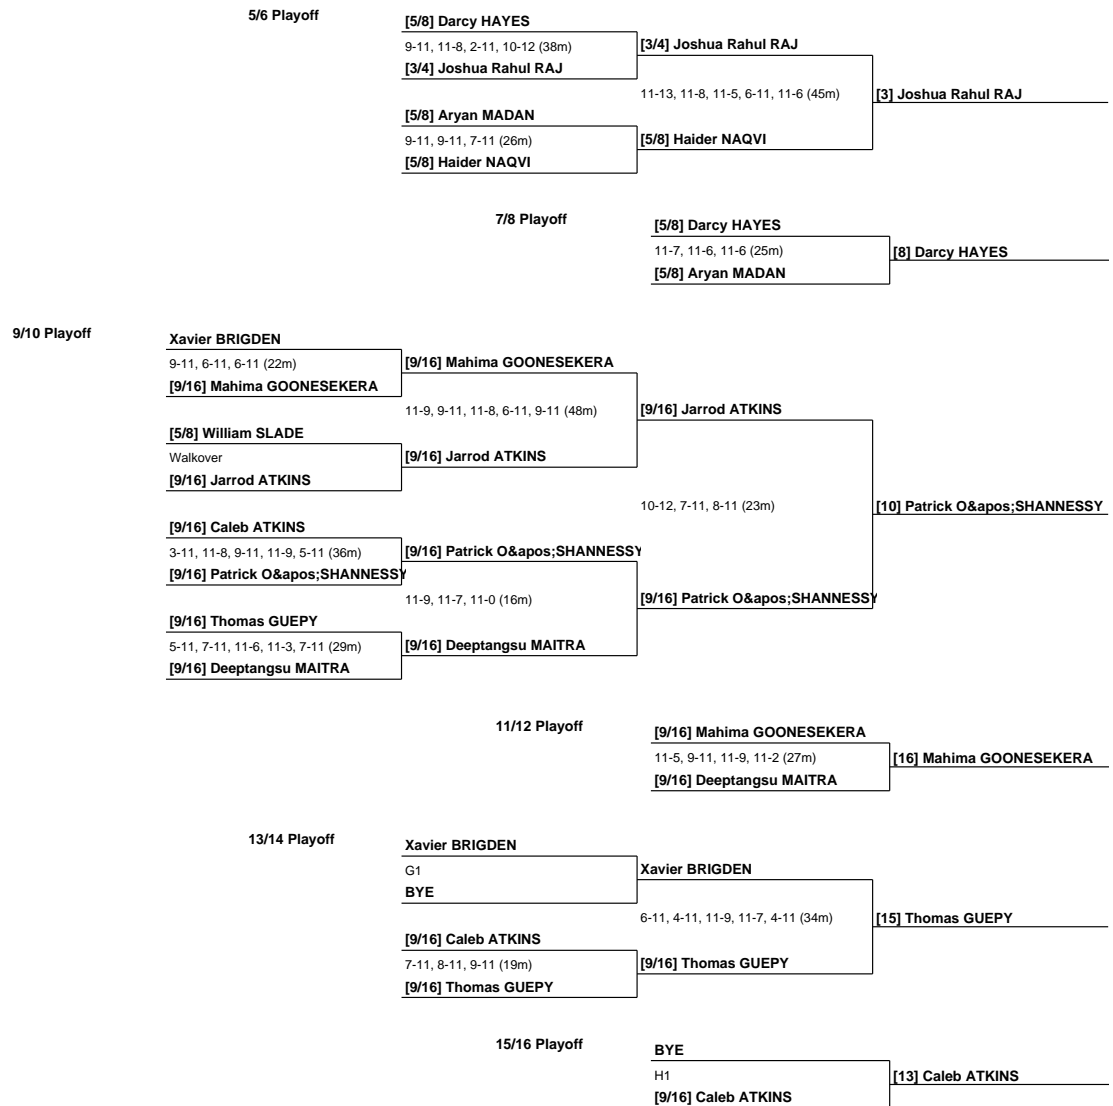 5/6 Playoff
[5/8] Darcy HAYES
9-11, 11-8, 2-11, 10-12 (38m)
[3/4] Joshua Rahul RAJ
[3/4] Joshua Rahul RAJ
11-13, 11-8, 11-5, 6-11, 11-6 (45m)
[3] Joshua Rahul RAJ
[5/8] Aryan MADAN
9-11, 9-11, 7-11 (26m)
[5/8] Haider NAQVI
[5/8] Haider NAQVI
7/8 Playoff
[5/8] Darcy HAYES
11-7, 11-6, 11-6 (25m)
[8] Darcy HAYES
[5/8] Aryan MADAN
9/10 Playoff
Xavier BRIGDEN
9-11, 6-11, 6-11 (22m)
[9/16] Mahima GOONESEKERA
[9/16] Mahima GOONESEKERA
11-9, 9-11, 11-8, 6-11, 9-11 (48m)
[9/16] Jarrod ATKINS
[5/8] William SLADE
Walkover
[9/16] Jarrod ATKINS
[9/16] Jarrod ATKINS
10-12, 7-11, 8-11 (23m)
[10] Patrick O&apos;SHANNESSY
[9/16] Caleb ATKINS
3-11, 11-8, 9-11, 11-9, 5-11 (36m)
[9/16] Patrick O&apos;SHANNESSY
[9/16] Patrick O&apos;SHANNESSY
11-9, 11-7, 11-0 (16m)
[9/16] Patrick O&apos;SHANNESSY
[9/16] Thomas GUEPY
5-11, 7-11, 11-6, 11-3, 7-11 (29m)
[9/16] Deeptangsu MAITRA
[9/16] Deeptangsu MAITRA
11/12 Playoff
[9/16] Mahima GOONESEKERA
11-5, 9-11, 11-9, 11-2 (27m)
[16] Mahima GOONESEKERA
[9/16] Deeptangsu MAITRA
13/14 Playoff
Xavier BRIGDEN
G1
BYE
Xavier BRIGDEN
6-11, 4-11, 11-9, 11-7, 4-11 (34m)
[15] Thomas GUEPY
[9/16] Caleb ATKINS
7-11, 8-11, 9-11 (19m)
[9/16] Thomas GUEPY
[9/16] Thomas GUEPY
15/16 Playoff
BYE
H1
[13] Caleb ATKINS
[9/16] Caleb ATKINS